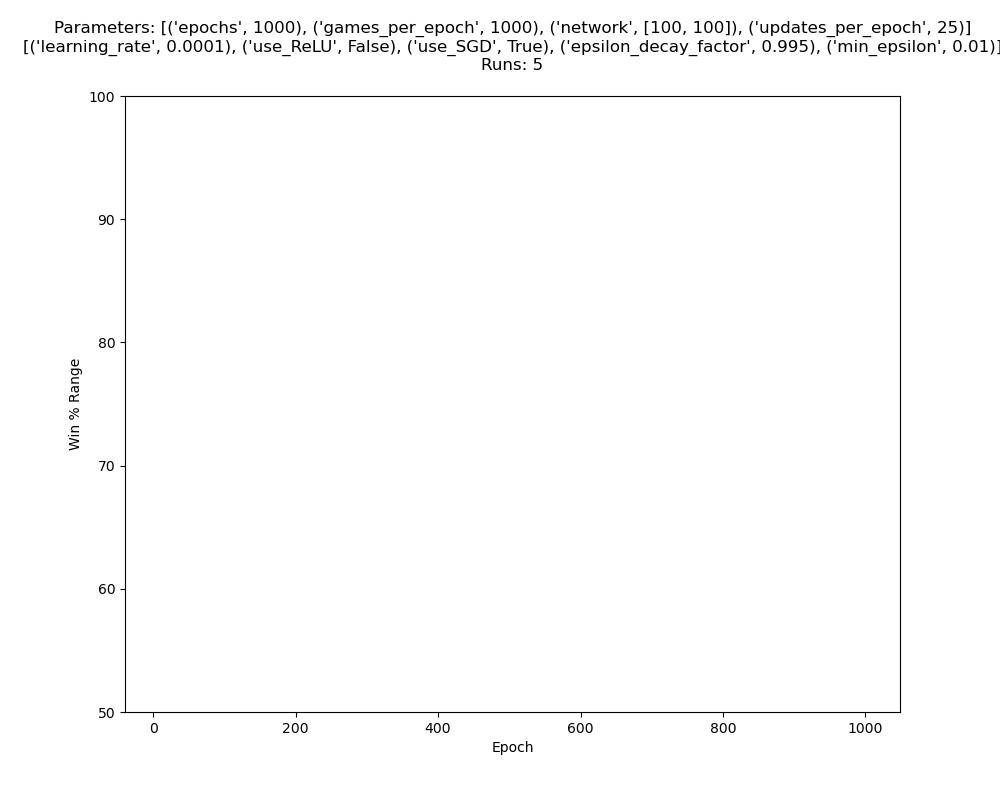 Parameters: [('epochs', 1000), ('games_per_epoch', 1000), ('network', [100, 100]), ('updates_per_epoch', 25)]
[('learning_rate', 0.0001), ('use_ReLU', False), ('use_SGD', True), ('epsilon_decay_factor', 0.995), ('min_epsilon', 0.01)]
Runs: 5
100
90
80
70
60
50
Win % Range
0 200 400 600 800 1000
Epoch